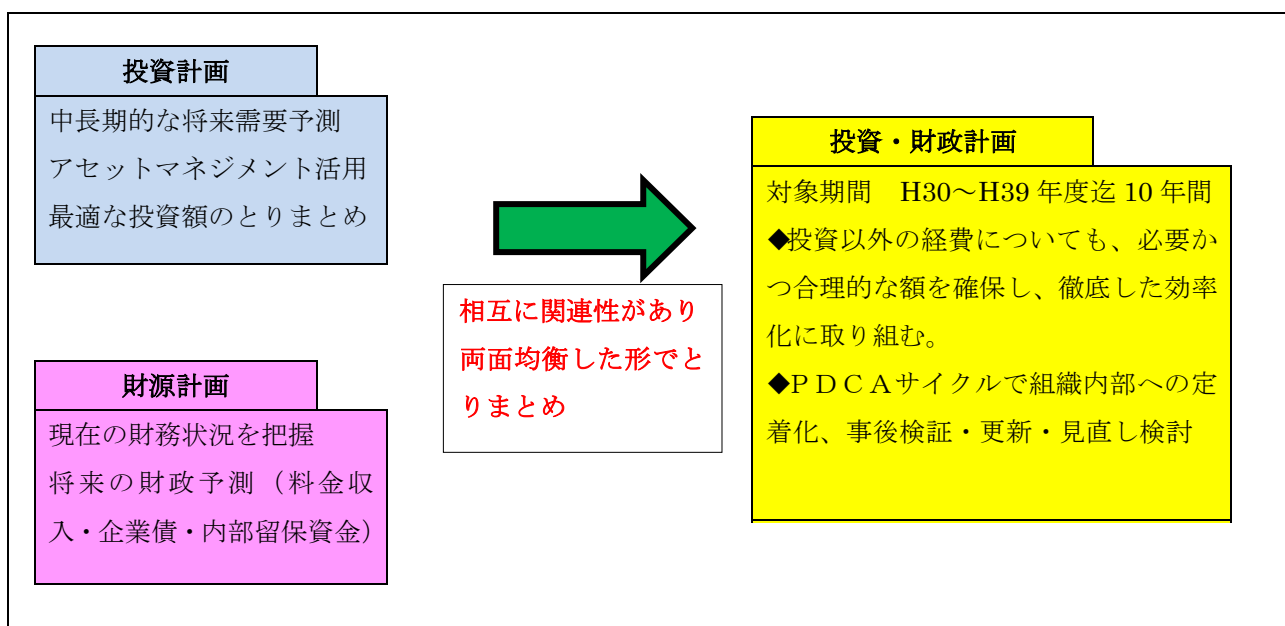 投資計画
中長期的な将来需要予測
アセットマネジメント活用
最適な投資額のとりまとめ
財源計画
現在の財務状況を把握
将来の財政予測（料金収
入・企業債・内部留保資金）
相互に関連性があり
両面均衡した形でと
りまとめ
投資・財政計画
対象期間　H30～H39 年度迄 10 年間
◆投資以外の経費についても、必要か
つ合理的な額を確保し、徹底した効率
化に取り組む。
◆ＰＤＣＡサイクルで組織内部への定
着化、事後検証・更新・見直し検討